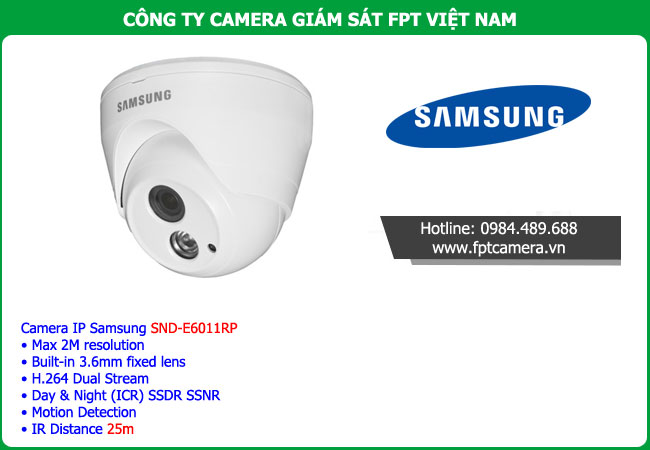 CÔNG TY CAMERA GIÁM SÁT FPT VIỆT NAM
SAMSUNG
SAMSUNG
Hotline: 0984.489.688
www.fptcamera.vn
Camera IP Samsung SND-E6011RP
• Max 2M resolution
• Built-in 3.6mm fixed lens
• H.264 Dual Stream
• Day & Night (ICR) SSDR SSNR
• Motion Detection
• IR Distance 25m